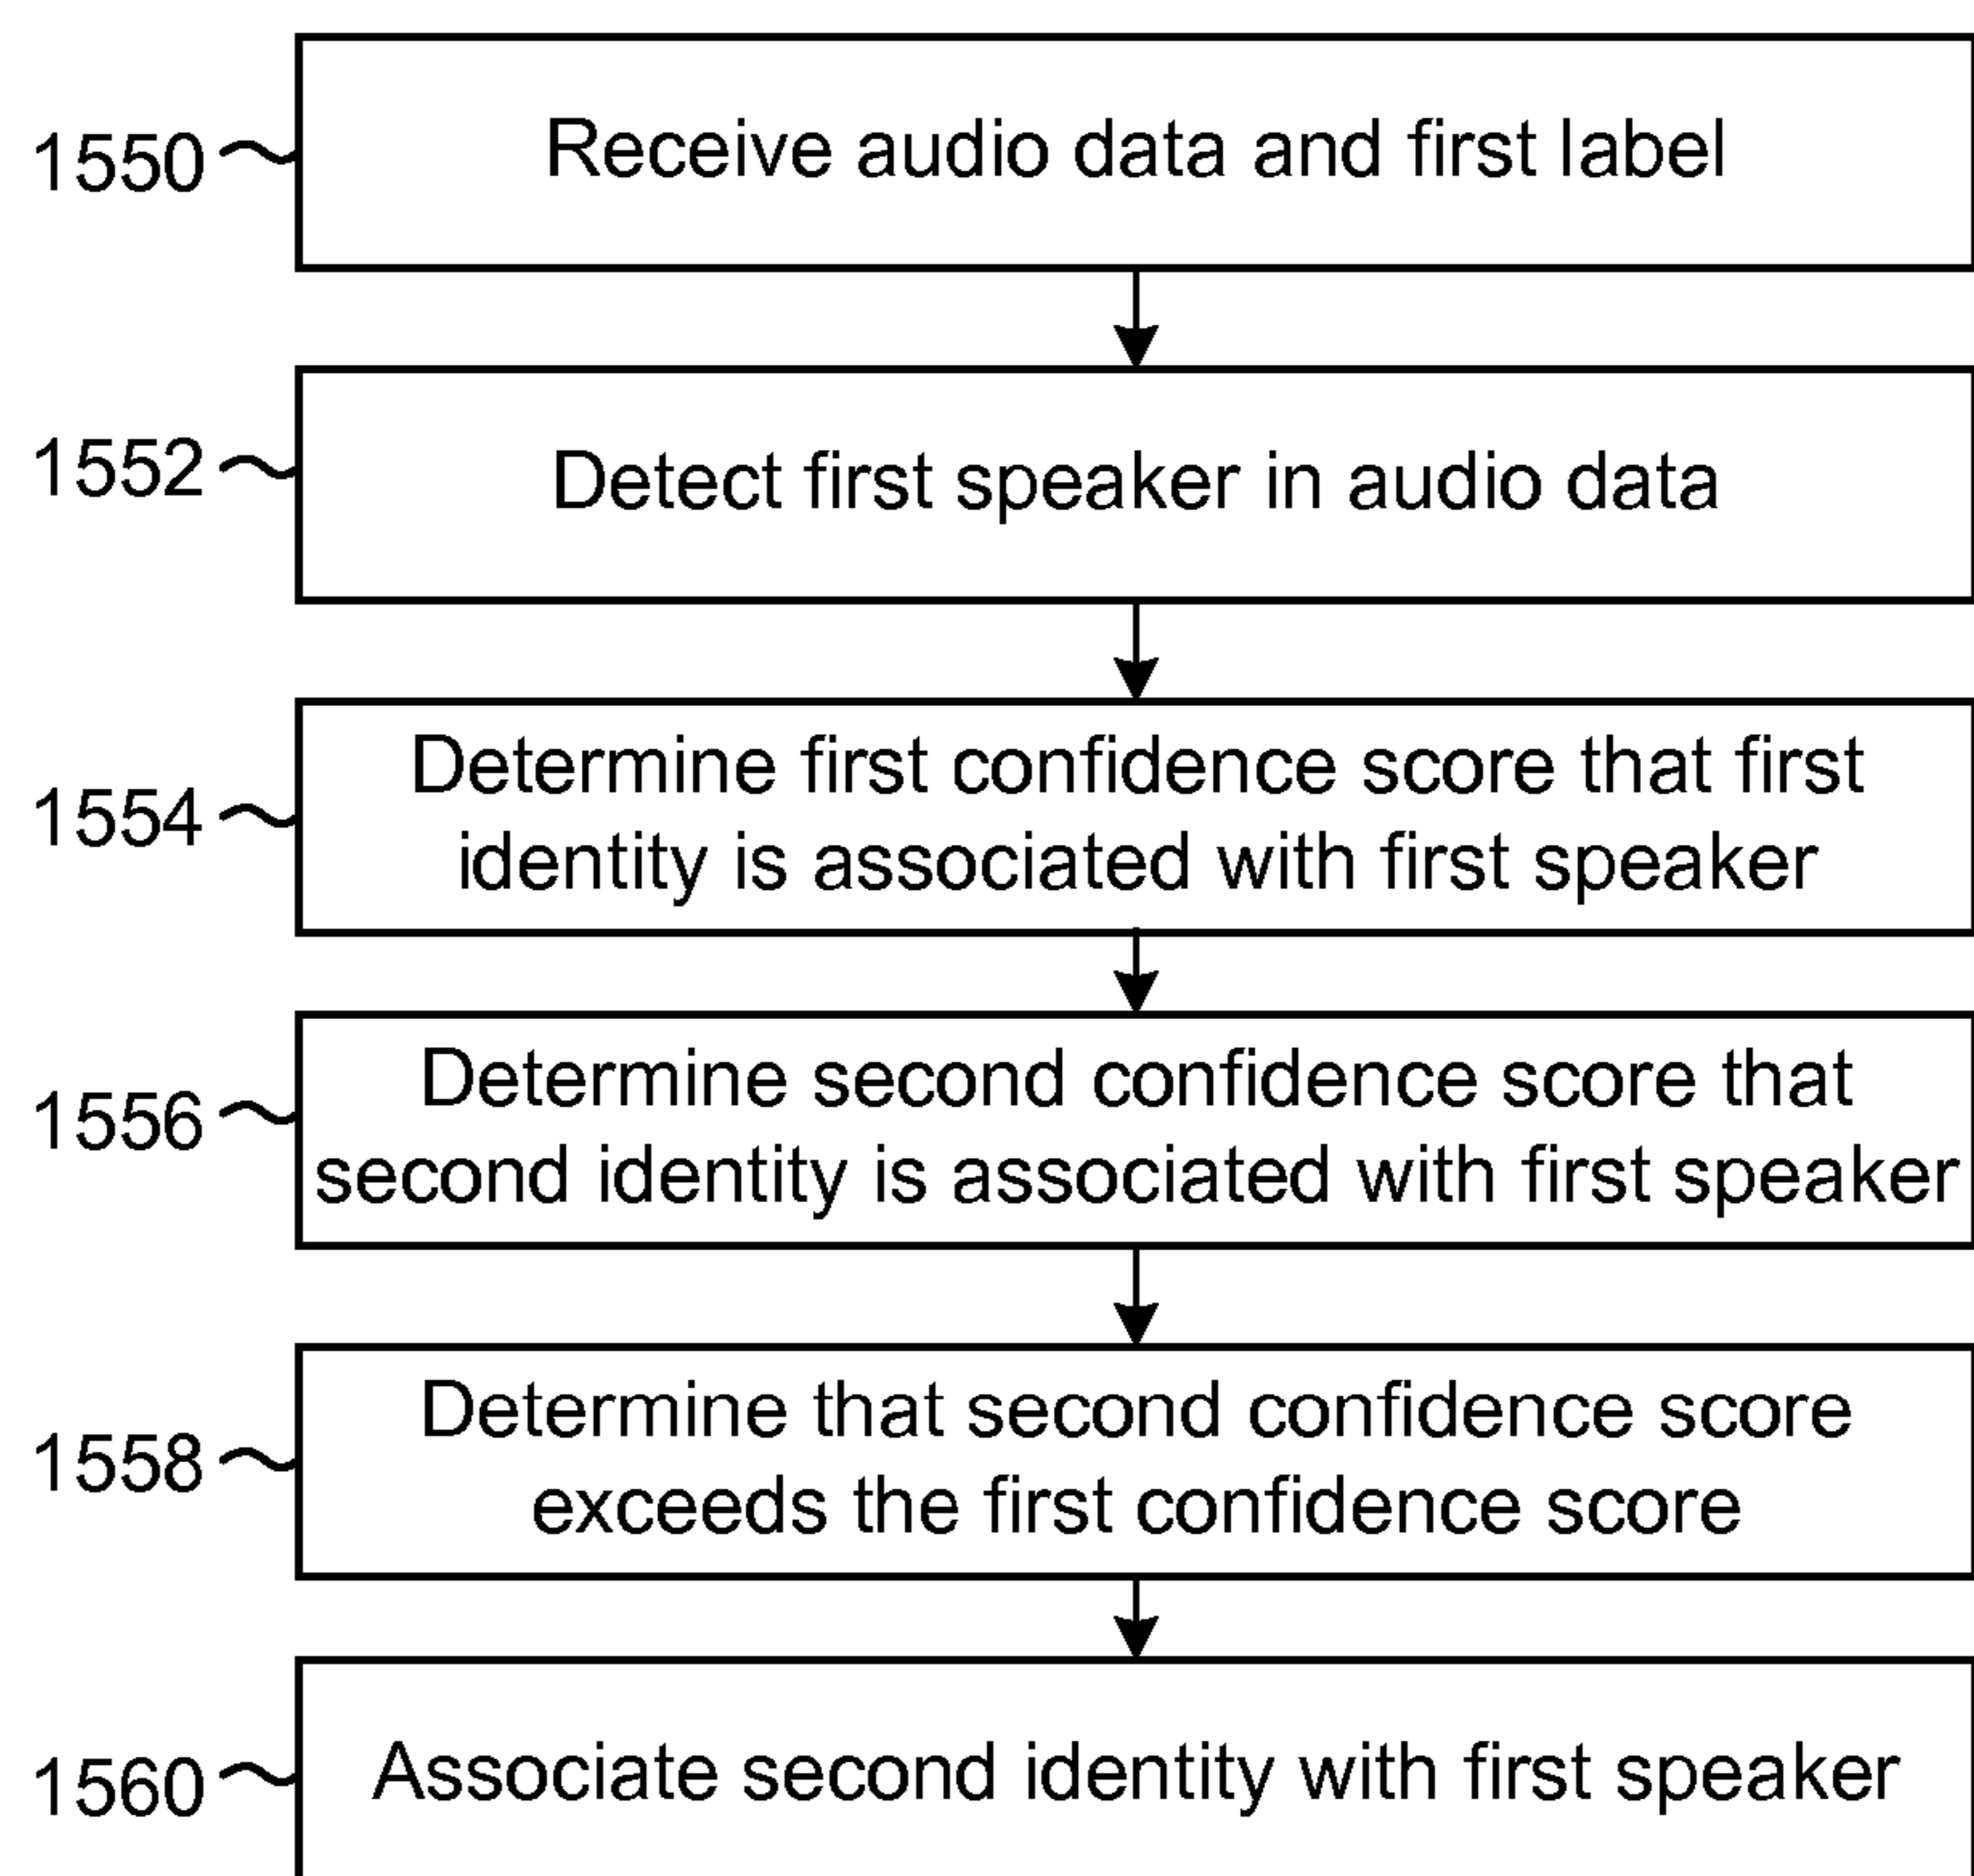 1550
Receive audio data and first label
1552
Detect first speaker in audio data
1554
Determine first confidence score that first
identity is associated with first speaker
1556
Determine second confidence score that
second identity is associated with first speaker
1558
Determine that second confidence score
exceeds the first confidence score
1560
Associate second identity with first speaker